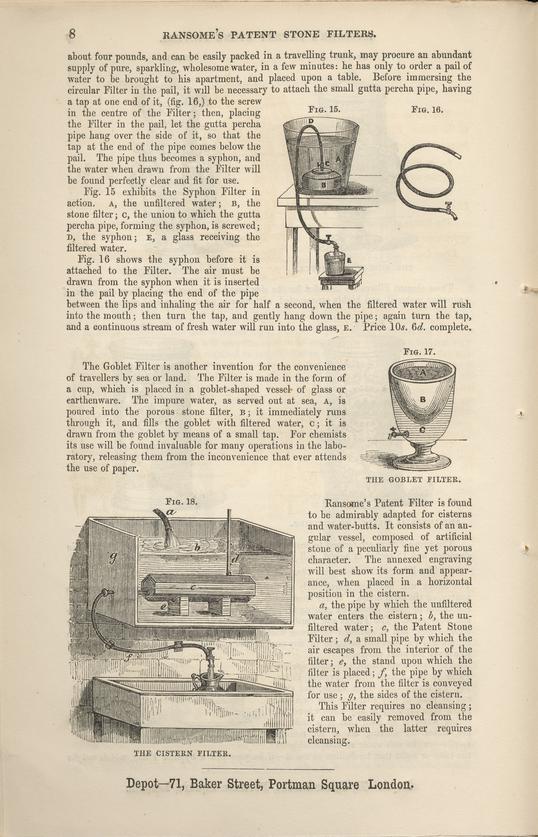 8
RANSOME'S PATENT STONE FILTERS.
about four pounds, and can be easily packed in a travelling trunk, may procure an abundant
supply of pure, sparkling, wholesome water, in a few minutes: he has only to order a pail of
water to be brought to his apartment, and placed upon a table. Before immersing the
circular Filter in the pail, it will be necessary to attach the small gutta percha pipe, having
a tap at one end of it, (fig. 16,) to the screw
in the centre of the Filter; then, placing
the Filter in the pail, let the gutta percha
pipe hang over the side of it, so that the
tap at the end of the pipe comes below the
pail. The pipe thus becomes a syphon, and
the water when drawn from the Filter will
be found perfectly clear and fit for use.
Fig. 15 exhibits the Syphon Filter in
action. A, the unfiltered water; B, the
stone filter; C, the union to which the gutta
percha pipe, forming the syphon, is screwed;
D, the syphon; E, a glass receiving the
filtered water.
Fig. 16 shows the syphon before it is
attached to the Filter. The air must be
drawn from the syphon when it is inserted
in the pail by placing the end of the pipe
between the lips and inhaling the air for half a second, when the filtered water will rush
into the mouth; then turn the tap, and gently hang down the pipe; again turn the tap,
and a continuous stream of fresh water will run into the glass, E. Price 10s. 6d. complete.
FIG. 15.
D
C A
B
E
FIG. 16.
The Goblet Filter is another invention for the convenience
of travellers by sea or land. The Filter is made in the form of
a cup, which is placed in a goblet-shaped vessel of glass or
earthenware. The impure water, as served out at sea, A, is
poured into the porous stone filter, B; it immediately runs
through it, and fills the goblet with filtered water, C; it is
drawn from the goblet by means of a small tap. For chemists
its use will be found invaluable for many operations in the labo-
ratory, releasing them from the inconvenience that ever attends
the use of paper.
FIG. 17.
A
B
C
THE GOBLET FILTER.
FIG. 18.
a
b
g
d
c
e
f
THE CISTERN FILTER.
Ransome's Patent Filter is found
to be admirably adapted for cisterns
and water-butts. It consists of an an-
gular vessel, composed of artificial
stone of a peculiarly fine yet porous
character. The annexed engraving
will best show its form and appear-
ance, when placed in a horizontal
position in the cistern.
a, the pipe by which the unfiltered
water enters the cistern; b, the un-
filtered water; c, the Patent Stone
Filter; d, a small pipe by which the
air escapes from the interior of the
filter; e, the stand upon which the
filter is placed; f, the pipe by which
the water from the filter is conveyed
for use; g, the sides of the cistern.
This Filter requires no cleansing;
it can be easily removed from the
cistern, when the latter requires
cleansing.
Depot—71, Baker Street, Portman Square London.